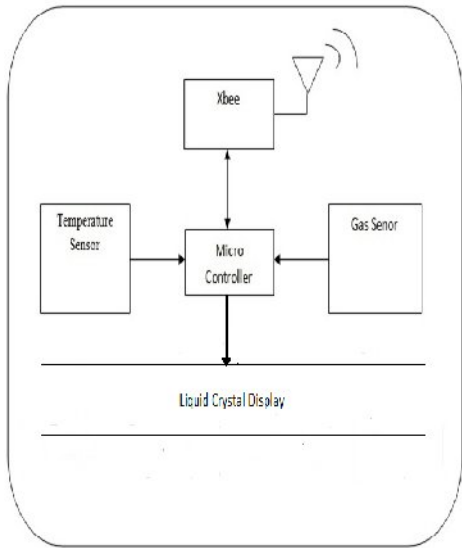 Xbee
Temperature
Sensor
Micro
Controller
Gas Senor
Liquid Crystal Display